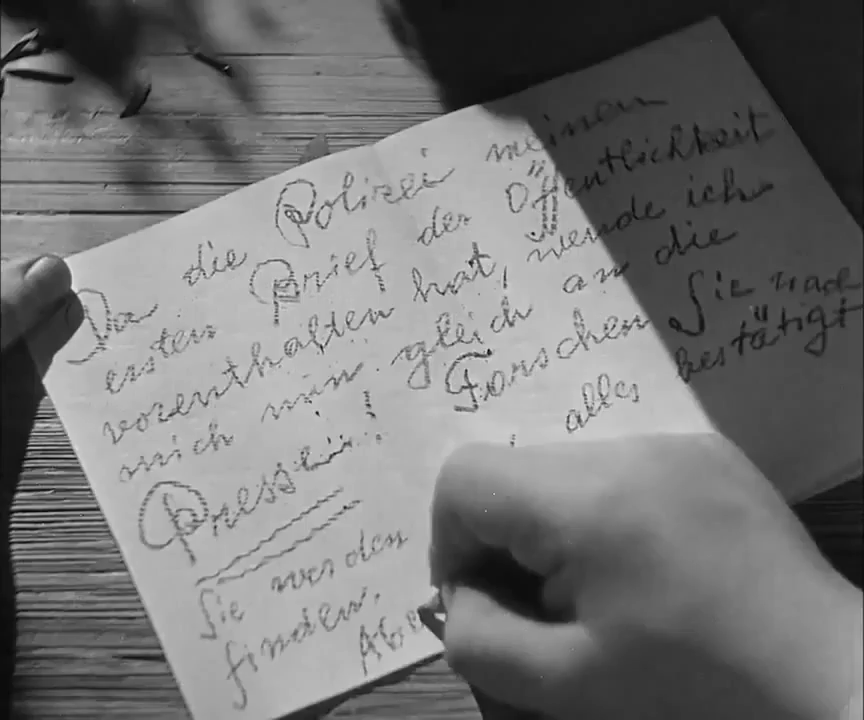 Da die Polizei meinen
ersten Brief der Öffentlichkeit
vorenthalten hat, wende ich
mich nun gleich an die
Presse! Forschen Sie nach
Sie werden alles bestätigt
finden. Abe